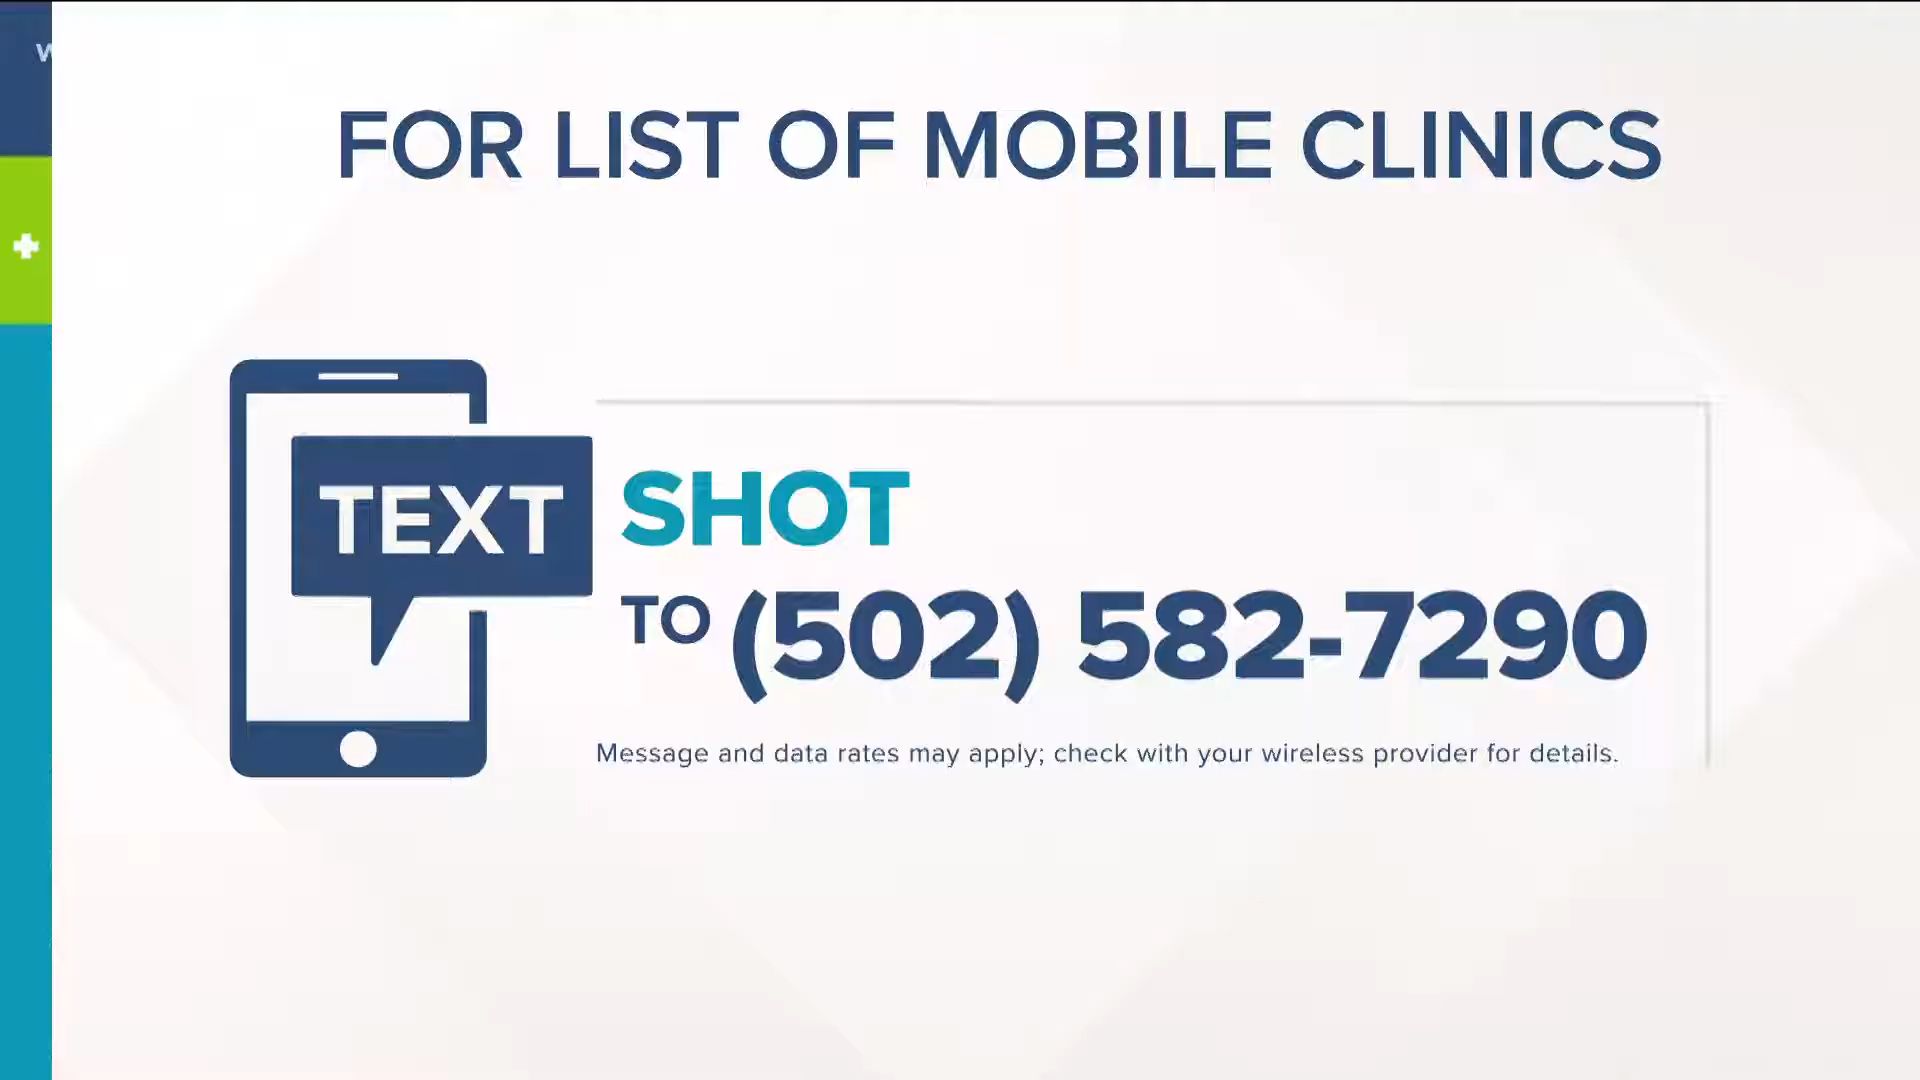 FOR LIST OF MOBILE CLINICS
TEXT SHOT
TO (502) 582-7290
Message and data rates may apply; check with your wireless provider for details.